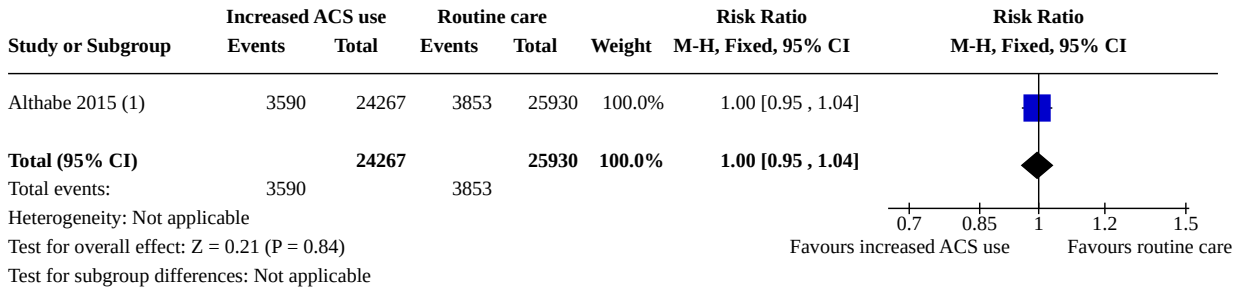 Increased ACS use Routine care Risk Ratio Risk Ratio
Study or Subgroup Events Total Events Total Weight M-H, Fixed, 95% CI M-H, Fixed, 95% CI
Althabe 2015 (1) 3590 24267 3853 25930 100.0% 1.00 [0.95 , 1.04]
Total (95% CI) 24267 25930 100.0% 1.00 [0.95 , 1.04]
Total events: 3590 3853
Heterogeneity: Not applicable 0.7 0.85 1 1.2 1.5
Test for overall effect: Z = 0.21 (P = 0.84) Favours increased ACS use Favours routine care
Test for subgroup differences: Not applicable